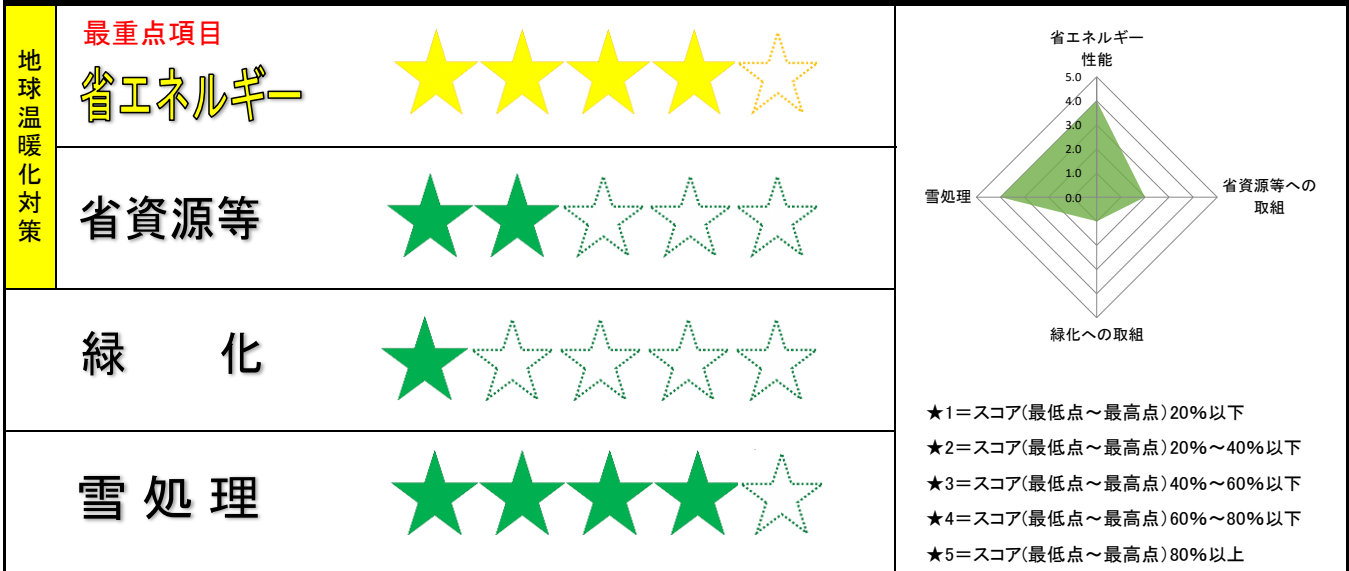 地球温暖化対策
最重点項目
省エネルギー
省資源等
緑　化
雪処理
省エネルギー
性能
5.0
4.0
3.0
2.0
1.0
0.0
雪処理
省資源等への
取組
緑化への取組
★1=スコア(最低点～最高点)20%以下
★2=スコア(最低点～最高点)20%～40%以下
★3=スコア(最低点～最高点)40%～60%以下
★4=スコア(最低点～最高点)60%～80%以下
★5=スコア(最低点～最高点)80%以上